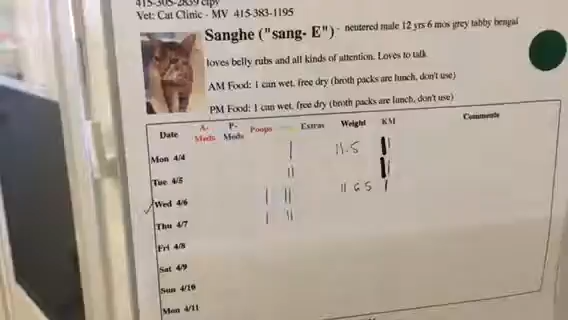 415-305-2839 ctpy
Vet: Cat Clinic - MV 415-383-1195
Sanghe ("sang- E") - neutered male 12 yrs 6 mos grey tabby bengal
loves belly rubs and all kinds of attention. Loves to talk
AM Food: 1 can wet, free dry (broth packs are lunch, don't use)
PM Food: 1 can wet, free dry (broth packs are lunch, don't use)
Date A-Meds P-Meds Poops Extras Weight KM Comments
Mon 4/4 | 11.5
Tue 4/5 ||
Wed 4/6 | || 11 65 |
Thu 4/7 | ||
Fri 4/8
Sat 4/9
Sun 4/10
Mon 4/11